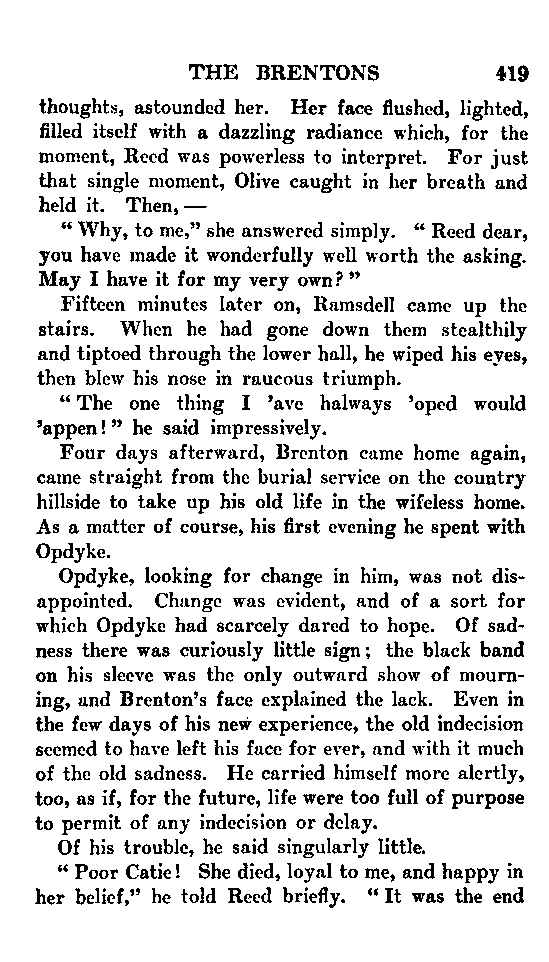 THE BRENTONS 419
thoughts, astounded her. Her face flushed, lighted,
filled itself with a dazzling radiance which, for the
moment, Reed was powerless to interpret. For just
that single moment, Olive caught in her breath and
held it. Then, —
“ Why, to me,” she answered simply. “ Reed dear,
you have made it wonderfully well worth the asking.
May I have it for my very own? ”
Fifteen minutes later on, Ramsdell came up the
stairs. When he had gone down them stealthily
and tiptoed through the lower hall, he wiped his eyes,
then blew his nose in raucous triumph.
“ The one thing I ’ave halways ’oped would
’appen! ” he said impressively.
Four days afterward, Brenton came home again,
came straight from the burial service on the country
hillside to take up his old life in the wifeless home.
As a matter of course, his first evening he spent with
Opdyke.
Opdyke, looking for change in him, was not dis-
appointed. Change was evident, and of a sort for
which Opdyke had scarcely dared to hope. Of sad-
ness there was curiously little sign; the black band
on his sleeve was the only outward show of mourn-
ing, and Brenton’s face explained the lack. Even in
the few days of his new experience, the old indecision
seemed to have left his face for ever, and with it much
of the old sadness. He carried himself more alertly,
too, as if, for the future, life were too full of purpose
to permit of any indecision or delay.
Of his trouble, he said singularly little.
“ Poor Catie! She died, loyal to me, and happy in
her belief,” he told Reed briefly. “ It was the end